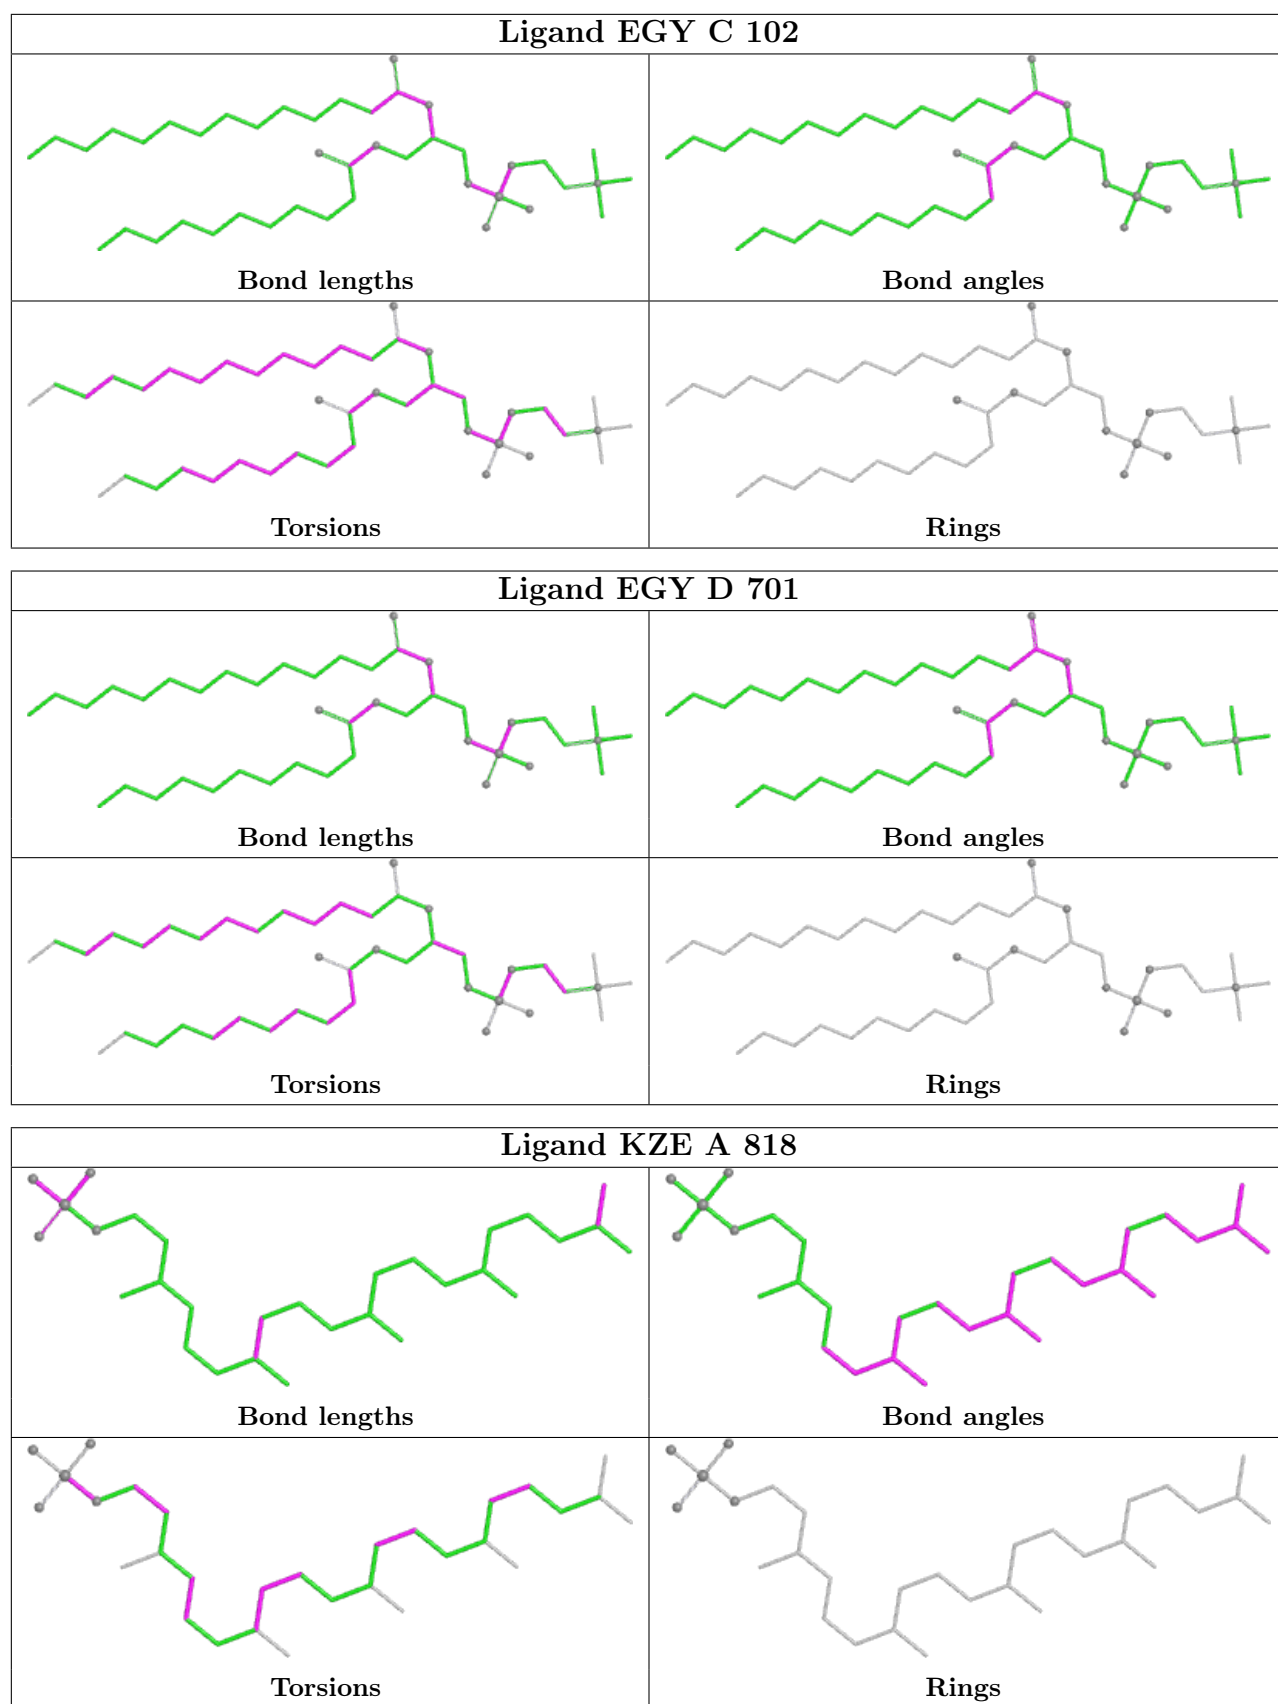 Ligand EGY C 102
Bond lengths
Bond angles
Torsions
Rings
Ligand EGY D 701
Bond lengths
Bond angles
Torsions
Rings
Ligand KZE A 818
Bond lengths
Bond angles
Torsions
Rings